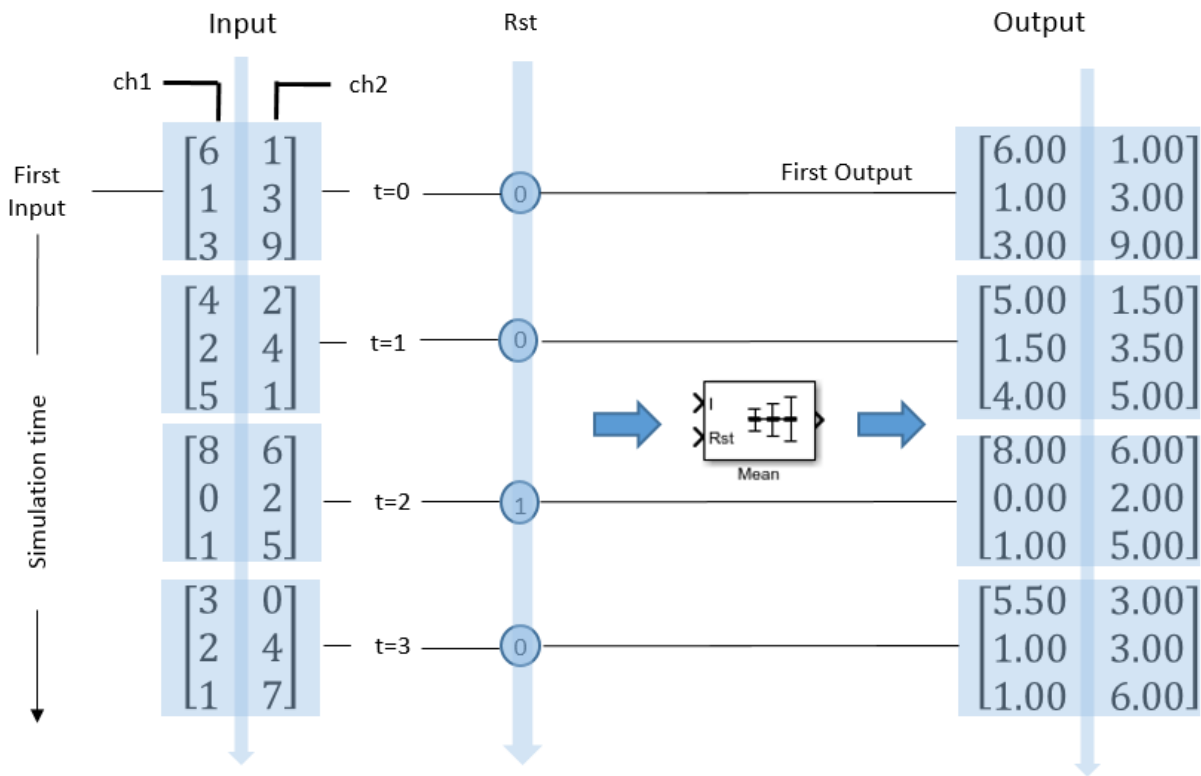 Input Rst Output
ch1 ch2
First Input
[6 1] t=0 0 First Output [6.00 1.00]
1 3 1.00 3.00
[3 9] [3.00 9.00]
[4 2] t=1 0 [5.00 1.50]
2 4 1.50 3.50
[5 1] [4.00 5.00]
I
Rst
Mean
Simulation time
[8 6] t=2 1 [8.00 6.00]
0 2 0.00 2.00
[1 5] [1.00 5.00]
[3 0] t=3 0 [5.50 3.00]
2 4 1.00 3.00
[1 7] [1.00 6.00]